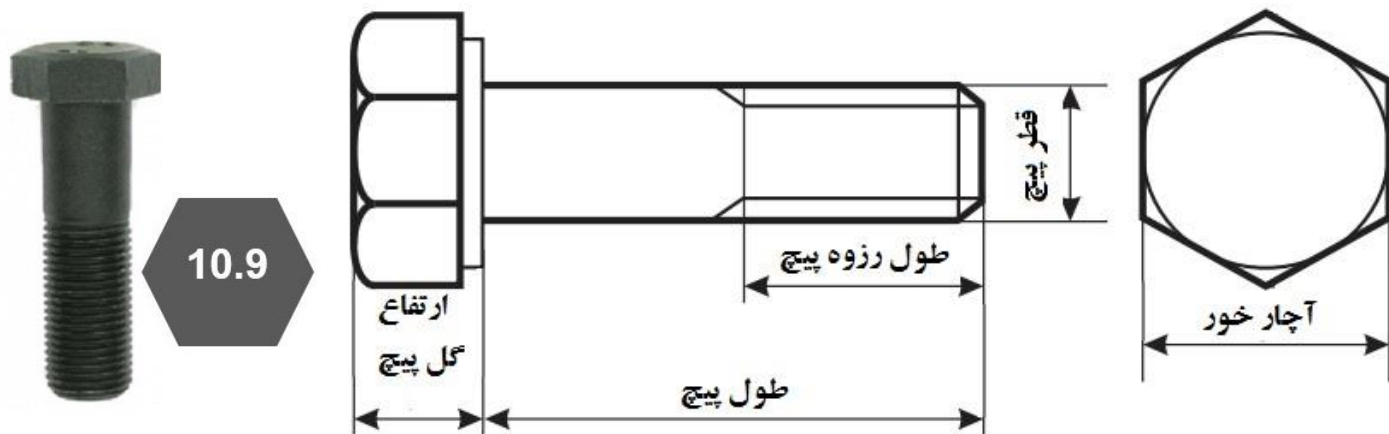 10.9
ارتفاع
گل پیچ
طول پیچ
طول رزوه پیچ
قطر پیچ
آچار خور